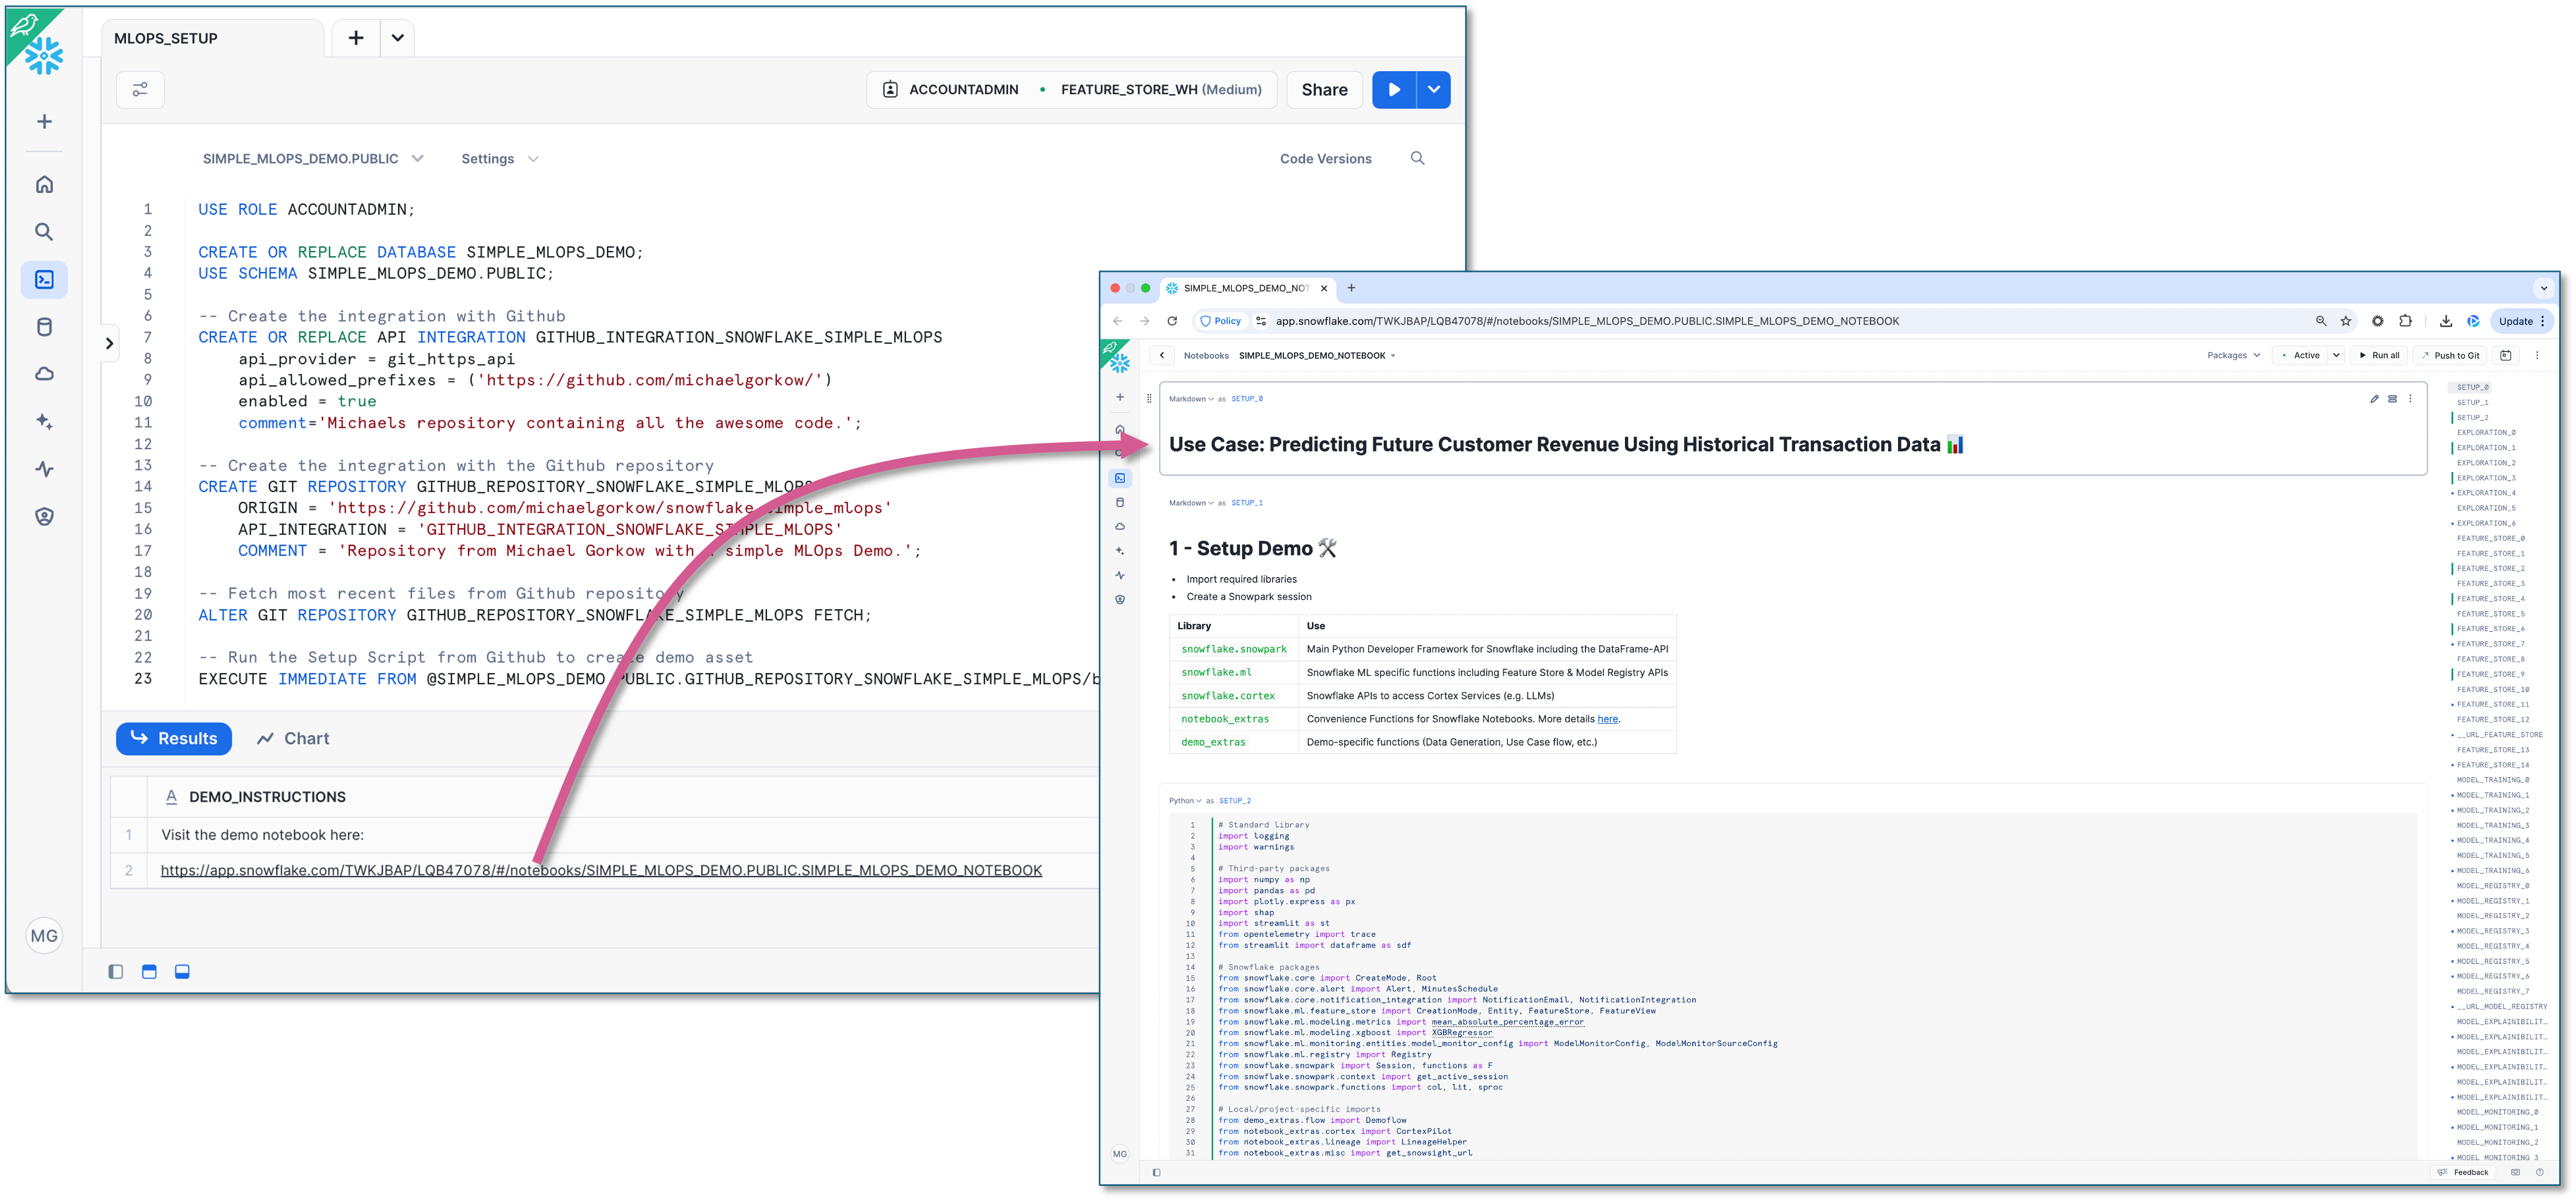 MLOPS_SETUP
ACCOUNTADMIN • FEATURE_STORE_WH (Medium)
Share
SIMPLE_MLOPS_DEMO.PUBLIC
Settings
Code Versions
1 USE ROLE ACCOUNTADMIN;
2
3 CREATE OR REPLACE DATABASE SIMPLE_MLOPS_DEMO;
4 USE SCHEMA SIMPLE_MLOPS_DEMO.PUBLIC;
5
6 -- Create the integration with Github
7 CREATE OR REPLACE API INTEGRATION GITHUB_INTEGRATION_SNOWFLAKE_SIMPLE_MLOPS
8 api_provider = git_https_api
9 api_allowed_prefixes = ('https://github.com/michaelgorkow/')
10 enabled = true
11 comment='Michaels repository containing all the awesome code.';
12
13 -- Create the integration with the Github repository
14 CREATE GIT REPOSITORY GITHUB_REPOSITORY_SNOWFLAKE_SIMPLE_MLOPS
15 ORIGIN = 'https://github.com/michaelgorkow/snowflake_simple_mlops'
16 API_INTEGRATION = 'GITHUB_INTEGRATION_SNOWFLAKE_SIMPLE_MLOPS'
17 COMMENT = 'Repository from Michael Gorkow with simple MLOps Demo.';
18
19 -- Fetch most recent files from Github repository
20 ALTER GIT REPOSITORY GITHUB_REPOSITORY_SNOWFLAKE_SIMPLE_MLOPS FETCH;
21
22 -- Run the Setup Script from Github to create demo asset
23 EXECUTE IMMEDIATE FROM @SIMPLE_MLOPS_DEMO.PUBLIC.GITHUB_REPOSITORY_SNOWFLAKE_SIMPLE_MLOPS/b
Results
Chart
A DEMO_INSTRUCTIONS
1 Visit the demo notebook here:
2 https://app.snowflake.com/TWKJBAP/LQB47078/#/notebooks/SIMPLE_MLOPS_DEMO.PUBLIC.SIMPLE_MLOPS_DEMO_NOTEBOOK
MG
SIMPLE_MLOPS_DEMO_NOT
Policy
app.snowflake.com/TWKJBAP/LQB47078/#/notebooks/SIMPLE_MLOPS_DEMO.PUBLIC.SIMPLE_MLOPS_DEMO_NOTEBOOK
Update
Notebooks SIMPLE_MLOPS_DEMO_NOTEBOOK
Packages
Active
Run all
Push to Git
Markdown as SETUP_0
Use Case: Predicting Future Customer Revenue Using Historical Transaction Data
Markdown as SETUP_1
1 - Setup Demo
• Import required libraries
• Create a Snowpark session
Library Use
snowflake.snowpark Main Python Developer Framework for Snowflake including the DataFrame-API
snowflake.ml Snowflake ML specific functions including Feature Store & Model Registry APIs
snowflake.cortex Snowflake APIs to access Cortex Services (e.g. LLMs)
notebook_extras Convenience Functions for Snowflake Notebooks. More details here.
demo_extras Demo-specific functions (Data Generation, Use Case flow, etc.)
Python as SETUP_2
1 # Standard library
2 import logging
3 import warnings
4
5 # Third-party packages
6 import numpy as np
7 import pandas as pd
8 import plotly.express as px
9 import shap
10 import streamlit as st
11 from opentelemetry import trace
12 from streamlit import dataframe as sdf
13
14 # Snowflake packages
15 from snowflake.core import CreateMode, Root
16 from snowflake.core.alert import Alert, MinutesSchedule
17 from snowflake.core.notification_integration import NotificationEmail, NotificationIntegration
18 from snowflake.ml.feature_store import CreationMode, Entity, FeatureStore, FeatureView
19 from snowflake.ml.modeling.metrics import mean_absolute_percentage_error
20 from snowflake.ml.modeling.xgboost import XGBRegressor
21 from snowflake.ml.monitoring.entities.model_monitor_config import ModelMonitorConfig, ModelMonitorSourceConfig
22 from snowflake.ml.registry import Registry
23 from snowflake.snowpark import Session, functions as F
24 from snowflake.snowpark.context import get_active_session
25 from snowflake.snowpark.functions import col, lit, sproc
26
27 # Local/project-specific imports
28 from demo_extras.flow import Demoflow
29 from notebook_extras.cortex import CortexPilot
30 from notebook_extras.lineage import LineageHelper
31 from notebook_extras.misc import get_snowsight_url
SETUP_0
SETUP_1
SETUP_2
EXPLORATION_0
EXPLORATION_1
EXPLORATION_2
EXPLORATION_3
EXPLORATION_4
EXPLORATION_5
EXPLORATION_6
FEATURE_STORE_0
FEATURE_STORE_1
FEATURE_STORE_2
FEATURE_STORE_3
FEATURE_STORE_4
FEATURE_STORE_5
FEATURE_STORE_6
FEATURE_STORE_7
FEATURE_STORE_8
FEATURE_STORE_9
FEATURE_STORE_10
FEATURE_STORE_11
FEATURE_STORE_12
__URL_FEATURE_STORE
FEATURE_STORE_13
FEATURE_STORE_14
MODEL_TRAINING_0
MODEL_TRAINING_1
MODEL_TRAINING_2
MODEL_TRAINING_3
MODEL_TRAINING_4
MODEL_TRAINING_5
MODEL_TRAINING_6
MODEL_REGISTRY_0
MODEL_REGISTRY_1
MODEL_REGISTRY_2
MODEL_REGISTRY_3
MODEL_REGISTRY_4
MODEL_REGISTRY_5
MODEL_REGISTRY_6
MODEL_REGISTRY_7
__URL_MODEL_REGISTRY
MODEL_EXPLAINIBILIT...
MODEL_EXPLAINIBILIT...
MODEL_EXPLAINIBILIT...
MODEL_EXPLAINIBILIT...
MODEL_EXPLAINIBILIT...
MODEL_EXPLAINIBILIT...
MODEL_MONITORING_0
MODEL_MONITORING_1
MODEL_MONITORING_2
MODEL_MONITORING_3
MG
Feedback